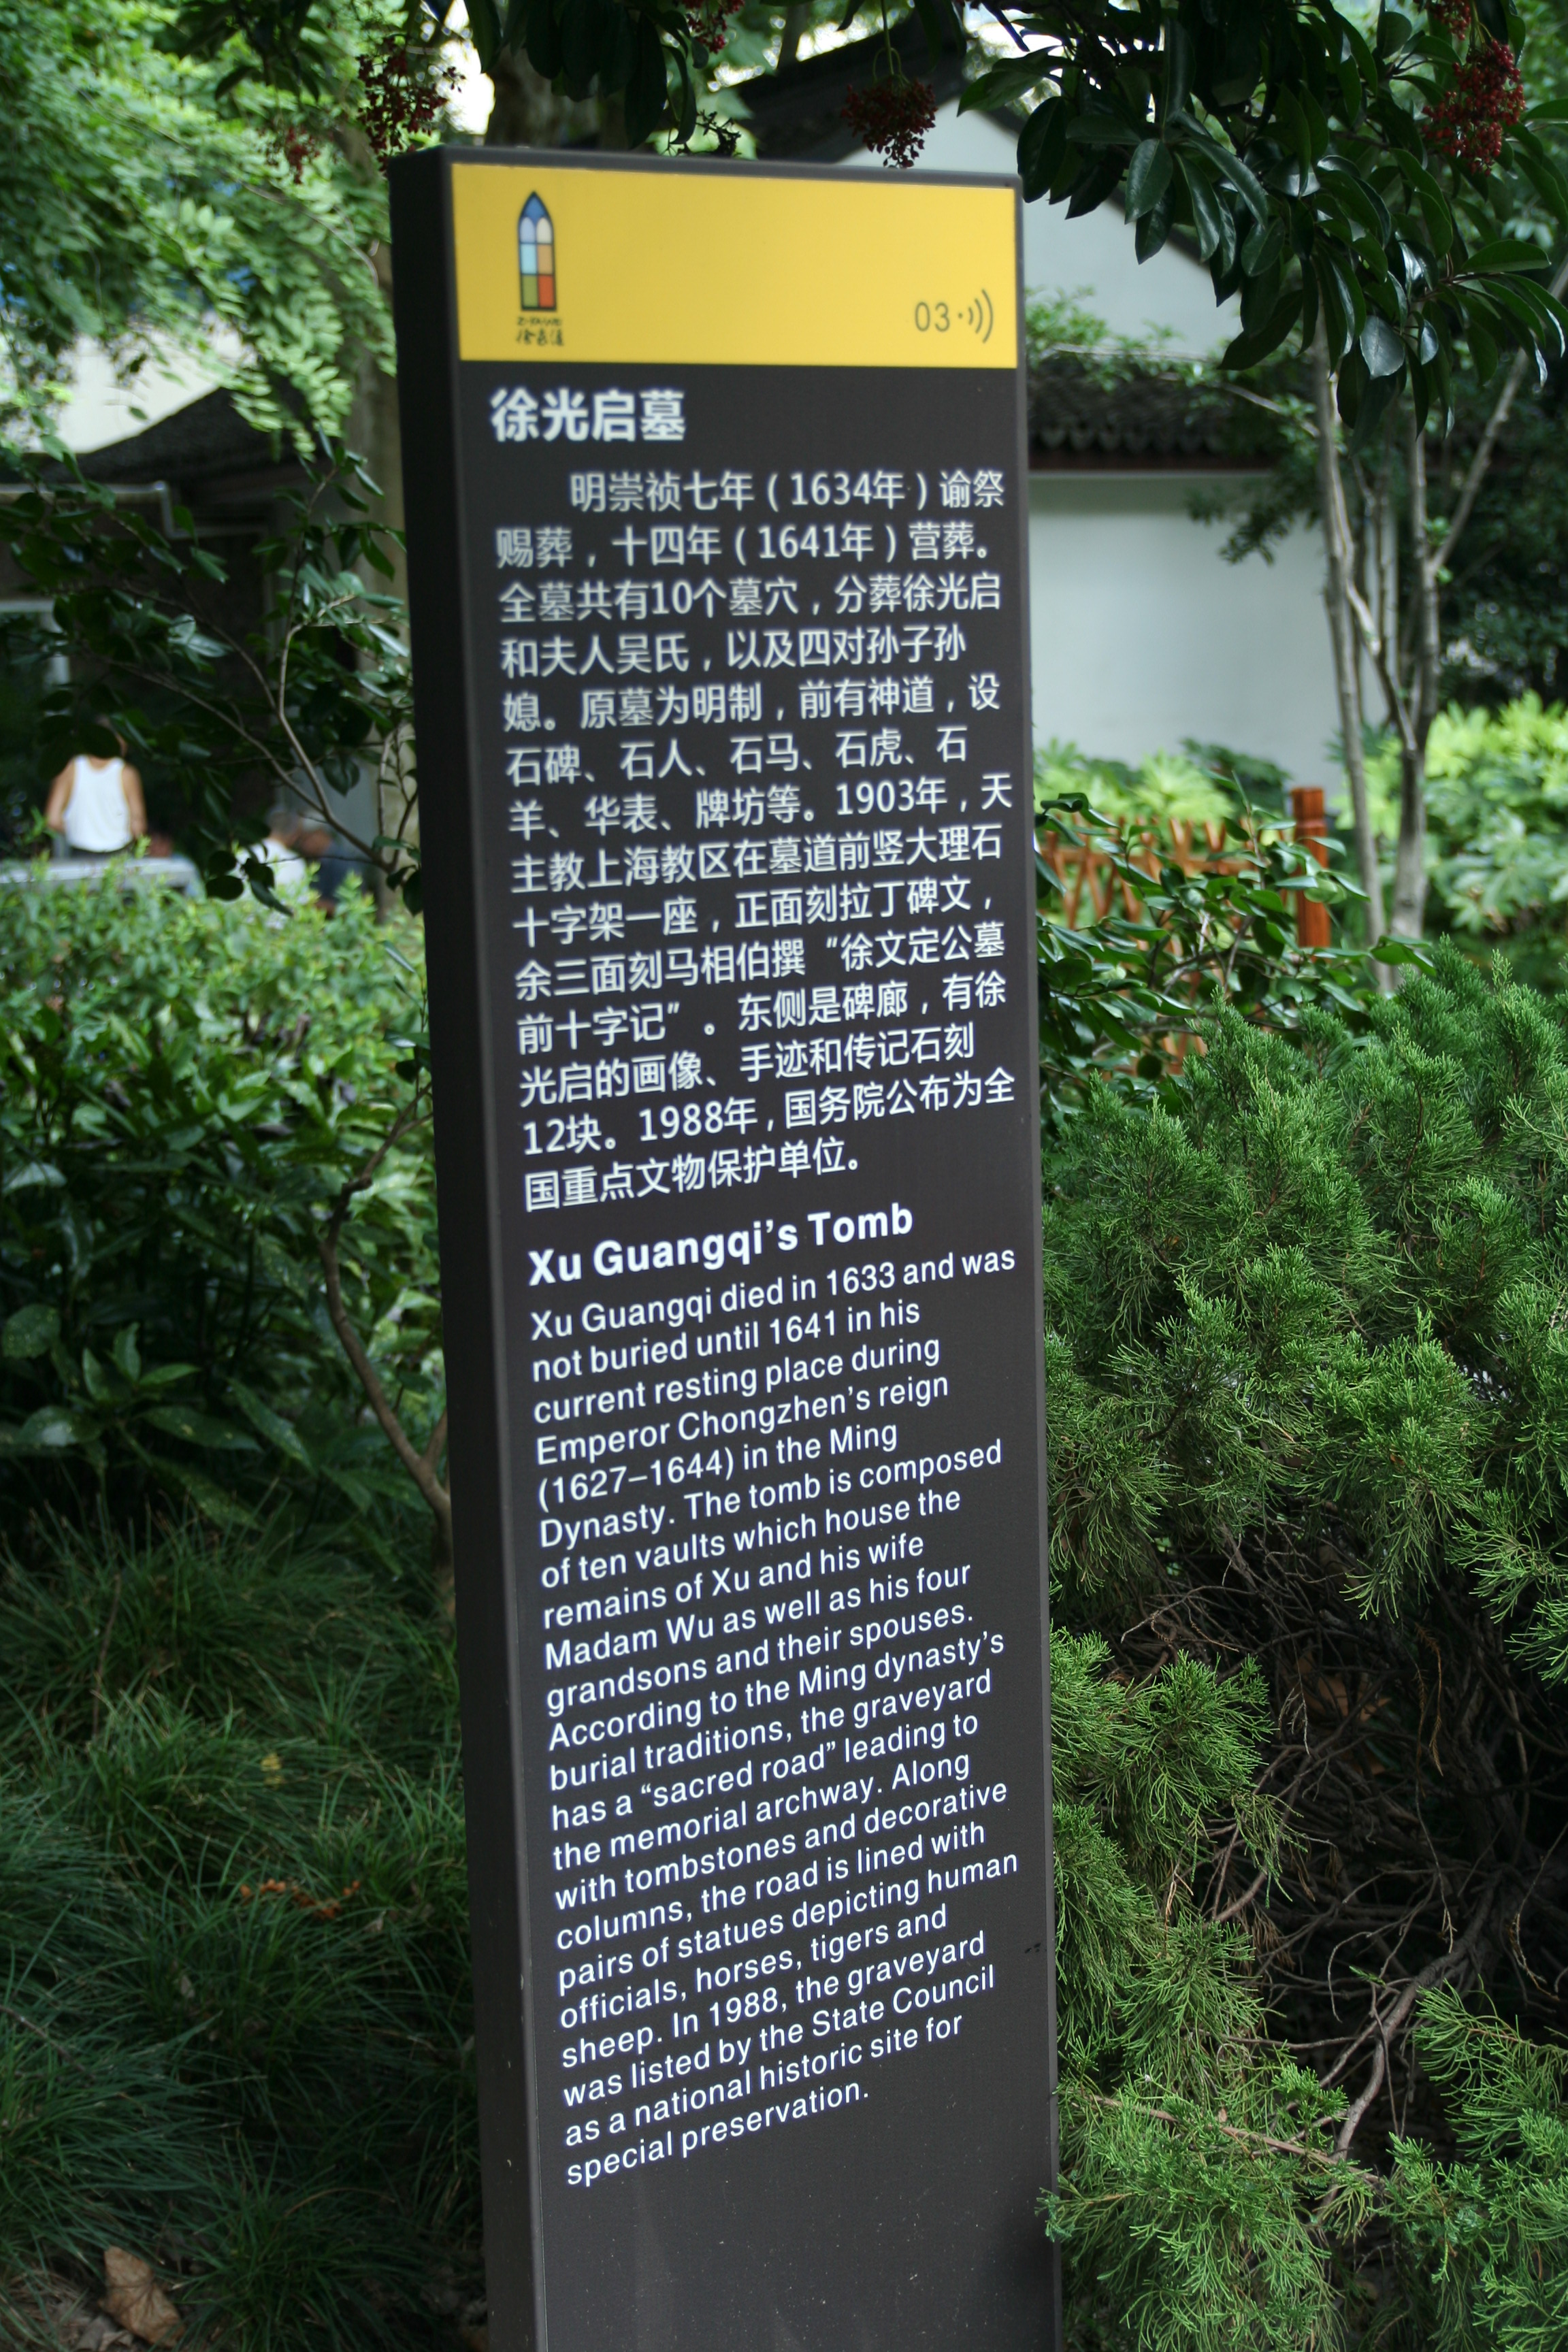 03
徐家汇
徐光启墓
明崇祯七年（1634年）谕祭
赐葬，十四年（1641年）营葬。
全墓共有10个墓穴，分葬徐光启
和夫人吴氏，以及四对孙子孙
媳。原墓为明制，前有神道，设
石碑、石人、石马、石虎、石
羊、华表、牌坊等。1903年，天
主教上海教区在墓道前竖大理石
十字架一座，正面刻拉丁碑文，
余三面刻马相伯撰“徐文定公墓
前十字记”。东侧是碑廊，有徐
光启的画像、手迹和传记石刻
12块。1988年，国务院公布为全
国重点文物保护单位。
Xu Guangqi’s Tomb
Xu Guangqi died in 1633 and was
not buried until 1641 in his
current resting place during
Emperor Chongzhen’s reign
(1627–1644) in the Ming
Dynasty. The tomb is composed
of ten vaults which house the
remains of Xu and his wife
Madam Wu as well as his four
grandsons and their spouses.
According to the Ming dynasty’s
burial traditions, the graveyard
has a “sacred road” leading to
the memorial archway. Along
with tombstones and decorative
columns, the road is lined with
pairs of statues depicting human
officials, horses, tigers and
sheep. In 1988, the graveyard
was listed by the State Council
as a national historic site for
special preservation.